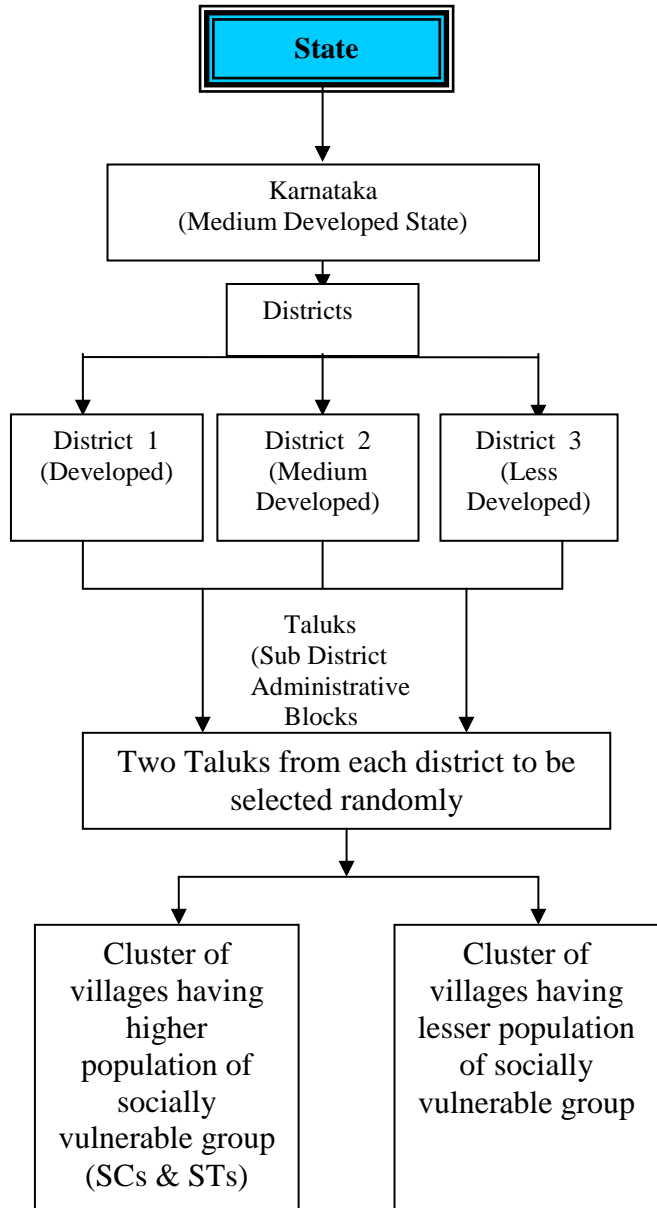 State
Karnataka
(Medium Developed State)
Districts
District 1
(Developed)
District 2
(Medium
Developed)
District 3
(Less
Developed)
Taluks
(Sub District
Administrative
Blocks
Two Taluks from each district to be
selected randomly
Cluster of
villages having
higher
population of
socially
vulnerable group
(SCs & STs)
Cluster of
villages having
lesser population
of socially
vulnerable group